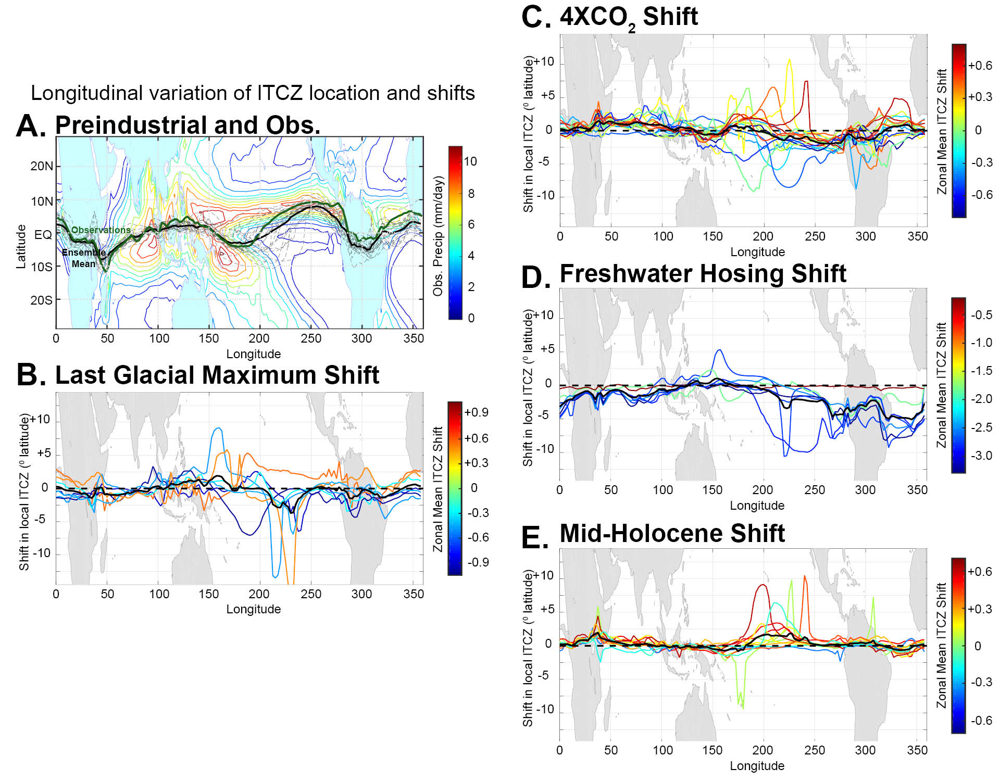 Longitudinal variation of ITCZ location and shifts
A. Preindustrial and Obs.
20N
10N
EQ
10S
20S
Latitude
Observations
Ensemble
Mean
0 50 100 150 200 250 300 350
Longitude
10
8
6
4
2
0
Obs. Precip (mm/day)
B. Last Glacial Maximum Shift
+10
+5
0
-5
-10
Shift in local ITCZ (⁰ latitude)
0 50 100 150 200 250 300 350
Longitude
+0.9
+0.6
+0.3
0
-0.3
-0.6
-0.9
Zonal Mean ITCZ Shift
C. 4XCO₂ Shift
+10
+5
0
-5
-10
Shift in local ITCZ (⁰ latitude)
0 50 100 150 200 250 300 350
Longitude
+0.6
+0.3
0
-0.3
-0.6
Zonal Mean ITCZ Shift
D. Freshwater Hosing Shift
+10
+5
0
-5
-10
Shift in local ITCZ (⁰ latitude)
0 50 100 150 200 250 300 350
Longitude
-0.5
-1.0
-1.5
-2.0
-2.5
-3.0
Zonal Mean ITCZ Shift
E. Mid-Holocene Shift
+10
+5
0
-5
-10
Shift in local ITCZ (⁰ latitude)
0 50 100 150 200 250 300 350
Longitude
+0.6
+0.3
0
-0.3
-0.6
Zonal Mean ITCZ Shift